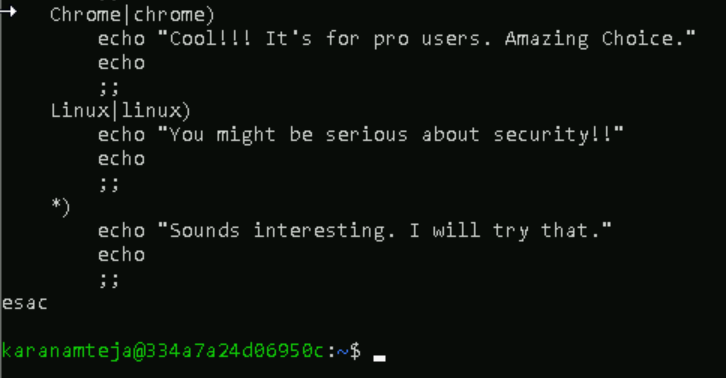 Chrome|chrome)
echo "Cool!!! It's for pro users. Amazing Choice."
echo
;;
Linux|linux)
echo "You might be serious about security!!"
echo
;;
*)
echo "Sounds interesting. I will try that."
echo
;;
esac
karanamteja@334a7a24d06950c:~$